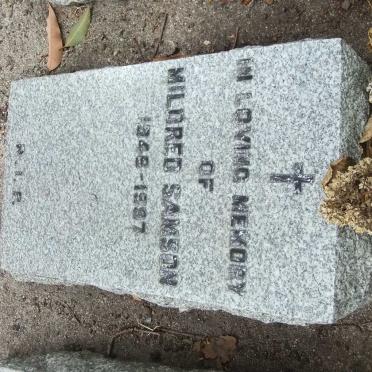 IN LOVING MEMORY
OF
MILDRED SAMSON
1949-1997
R.I.P.